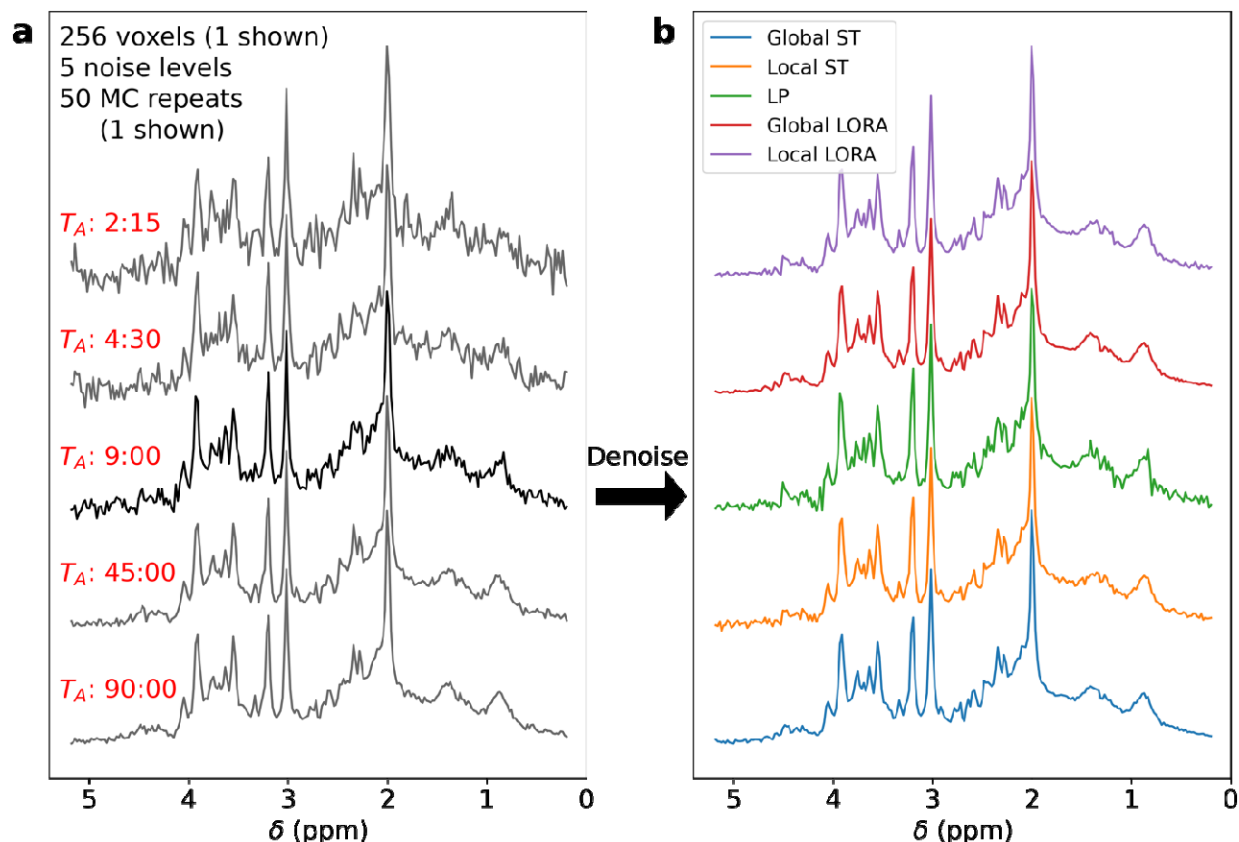 a
256 voxels (1 shown)
5 noise levels
50 MC repeats
(1 shown)
T_A: 2:15
T_A: 4:30
T_A: 9:00
T_A: 45:00
T_A: 90:00
5 4 3 2 1 0
δ (ppm)
Denoise
b
Global ST
Local ST
LP
Global LORA
Local LORA
5 4 3 2 1 0
δ (ppm)